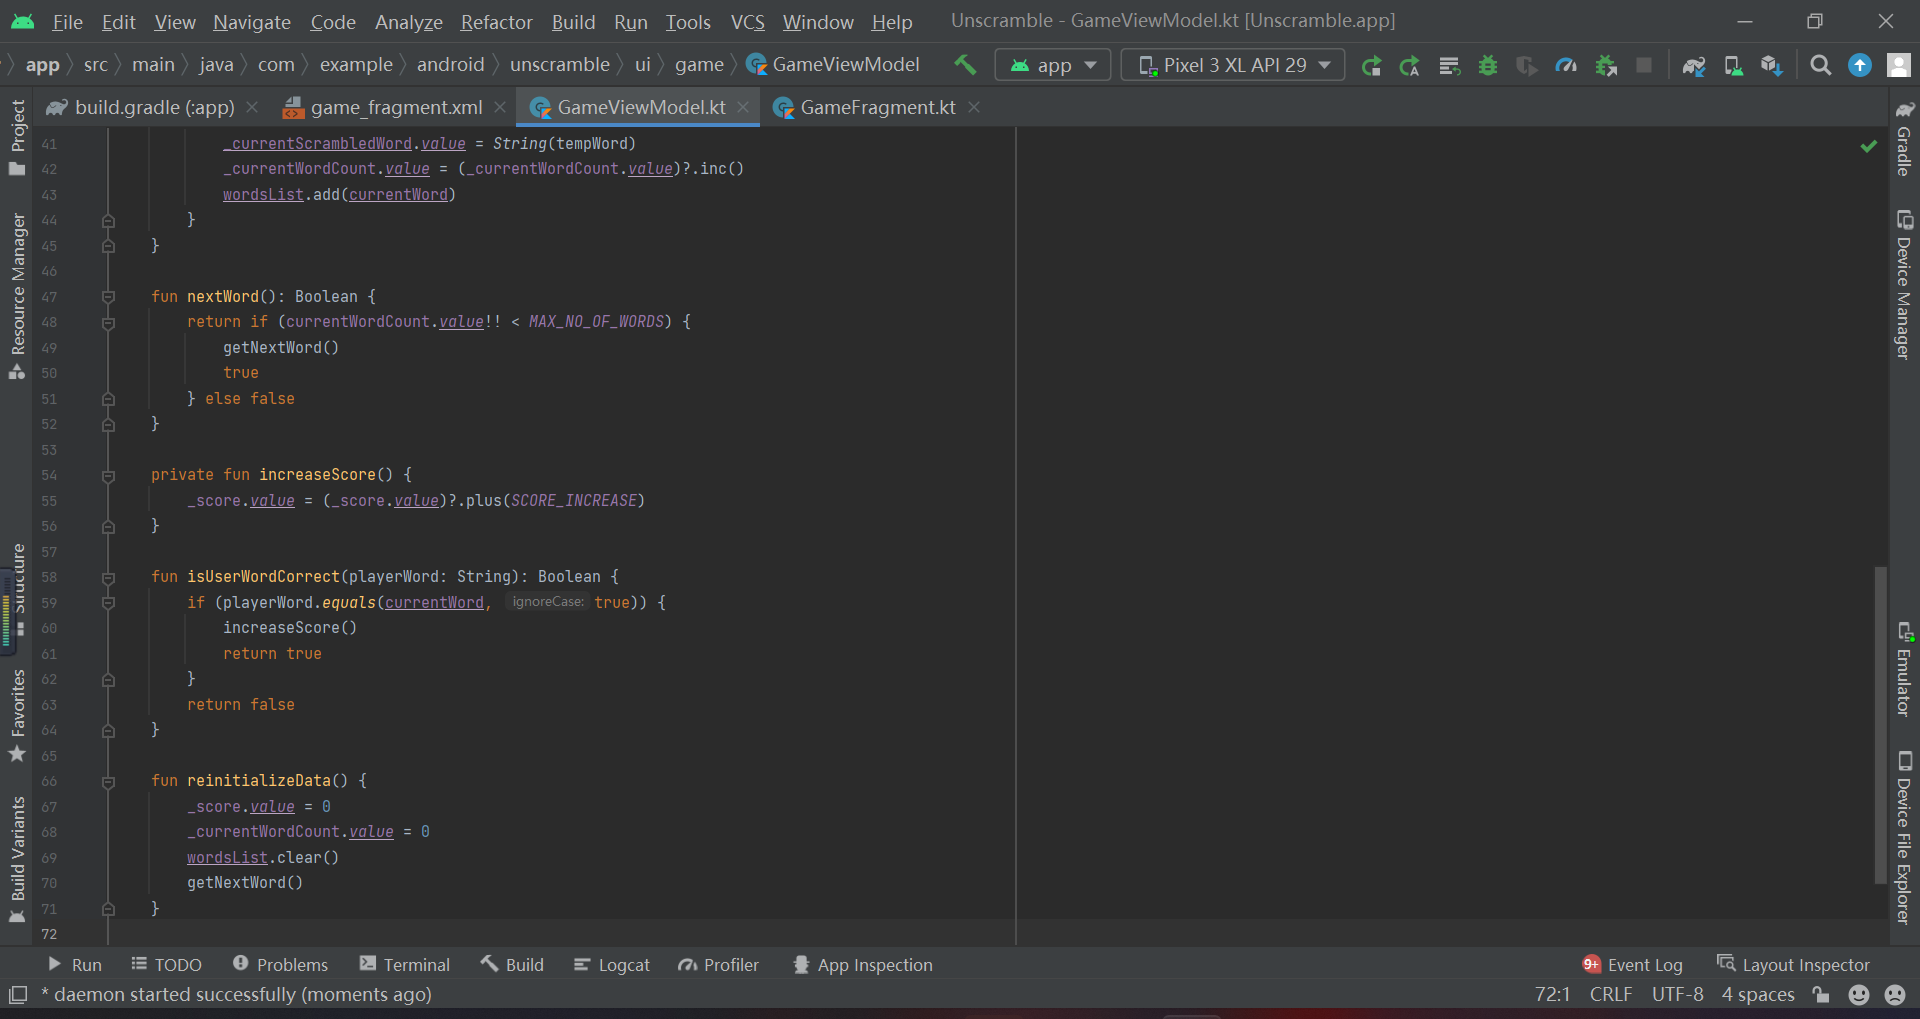 File Edit View Navigate Code Analyze Refactor Build Run Tools VCS Window Help Unscramble - GameViewModel.kt [Unscramble.app]
app src main java com example android unscramble ui game GameViewModel app Pixel 3 XL API 29
build.gradle (:app) game_fragment.xml GameViewModel.kt GameFragment.kt
Project
Resource Manager
Structure
Favorites
Build Variants
41 _currentScrambledWord.value = String(tempWord)
42 _currentWordCount.value = (_currentWordCount.value)?.inc()
43 wordsList.add(currentWord)
44 }
45 }
46
47 fun nextWord(): Boolean {
48 return if (currentWordCount.value!! < MAX_NO_OF_WORDS) {
49 getNextWord()
50 true
51 } else false
52 }
53
54 private fun increaseScore() {
55 _score.value = (_score.value)?.plus(SCORE_INCREASE)
56 }
57
58 fun isUserWordCorrect(playerWord: String): Boolean {
59 if (playerWord.equals(currentWord, ignoreCase: true)) {
60 increaseScore()
61 return true
62 }
63 return false
64 }
65
66 fun reinitializeData() {
67 _score.value = 0
68 _currentWordCount.value = 0
69 wordsList.clear()
70 getNextWord()
71 }
72
Gradle
Device Manager
Emulator
Device File Explorer
Run TODO Problems Terminal Build Logcat Profiler App Inspection 9+ Event Log Layout Inspector
* daemon started successfully (moments ago) 72:1 CRLF UTF-8 4 spaces